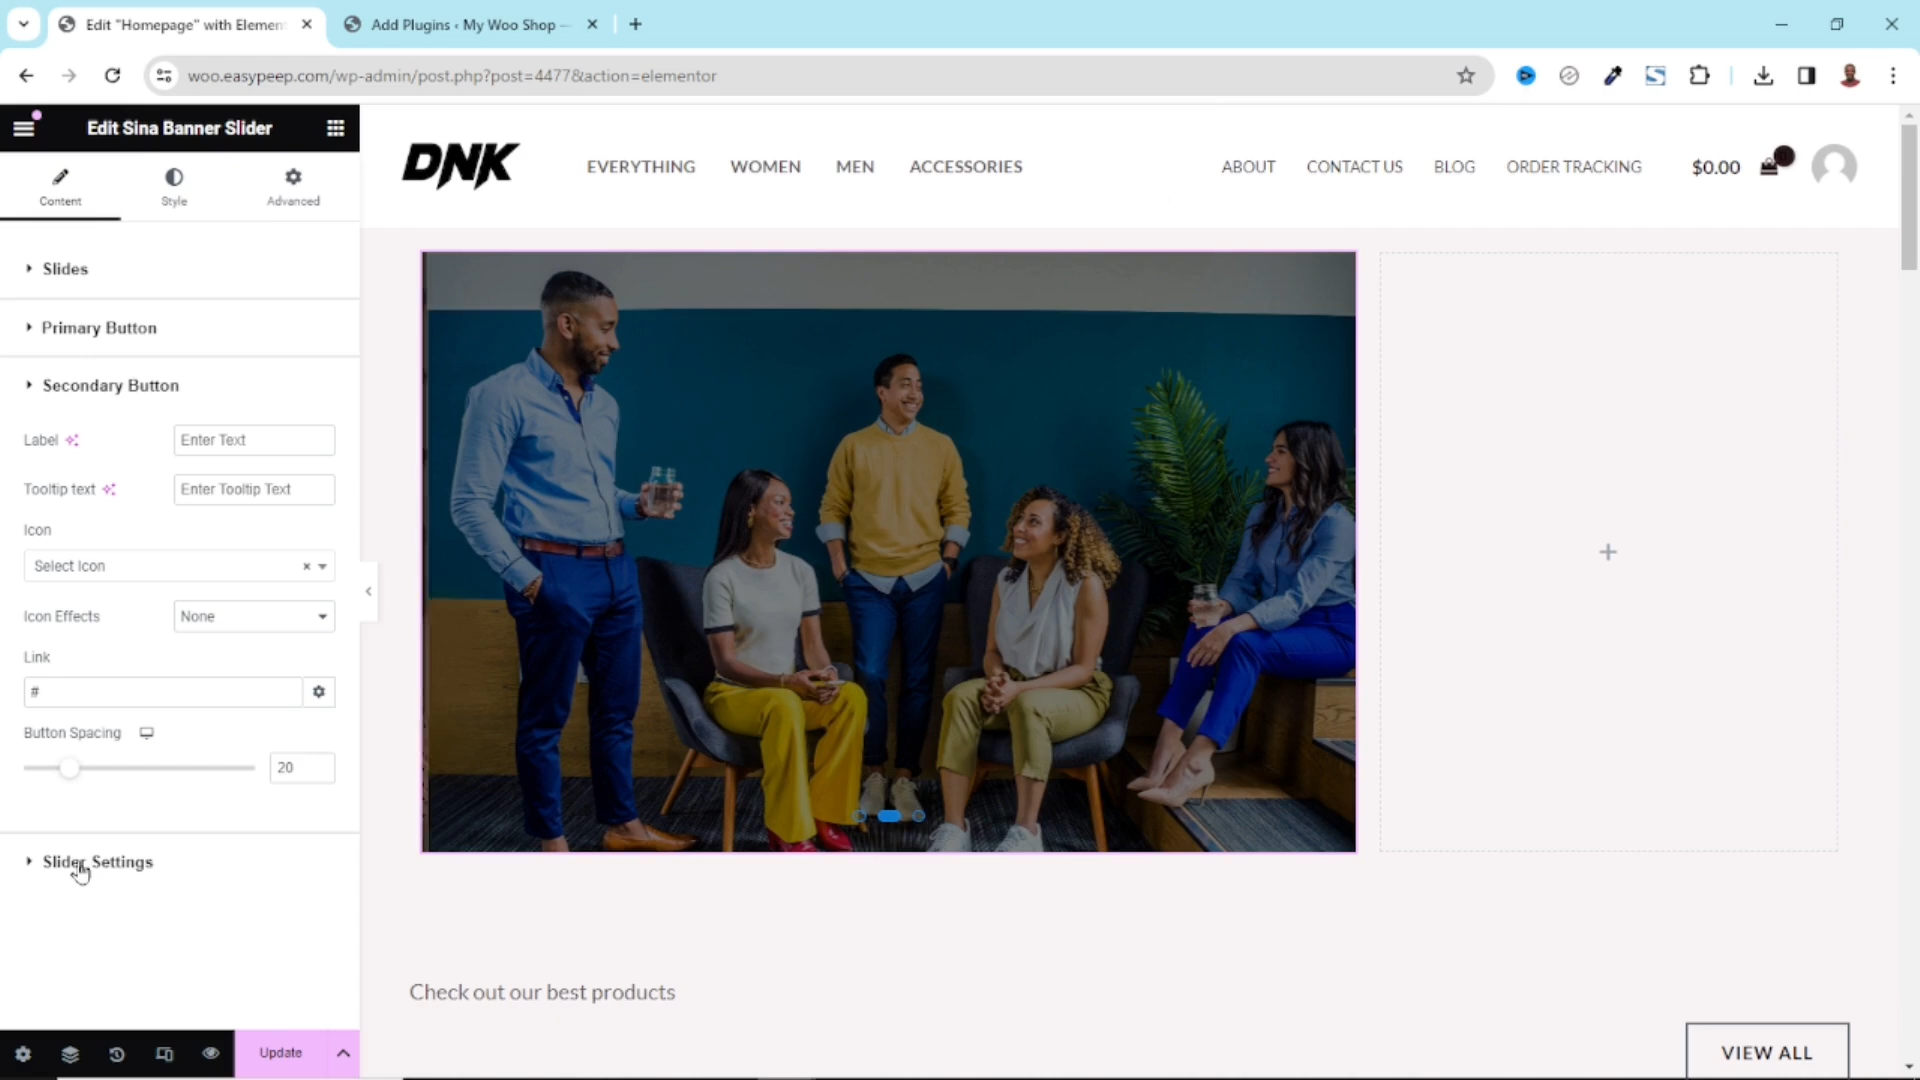 Edit "Homepage" with Elemen
Add Plugins ‹ My Woo Shop —
woo.easypeep.com/wp-admin/post.php?post=4477&action=elementor
Edit Sina Banner Slider
Content
Style
Advanced
Slides
Primary Button
Secondary Button
Label
Enter Text
Tooltip text
Enter Tooltip Text
Icon
Select Icon
Icon Effects
None
Link
#
Button Spacing
20
Slider Settings
Update
DNK
EVERYTHING
WOMEN
MEN
ACCESSORIES
ABOUT
CONTACT US
BLOG
ORDER TRACKING
$0.00
Check out our best products
VIEW ALL